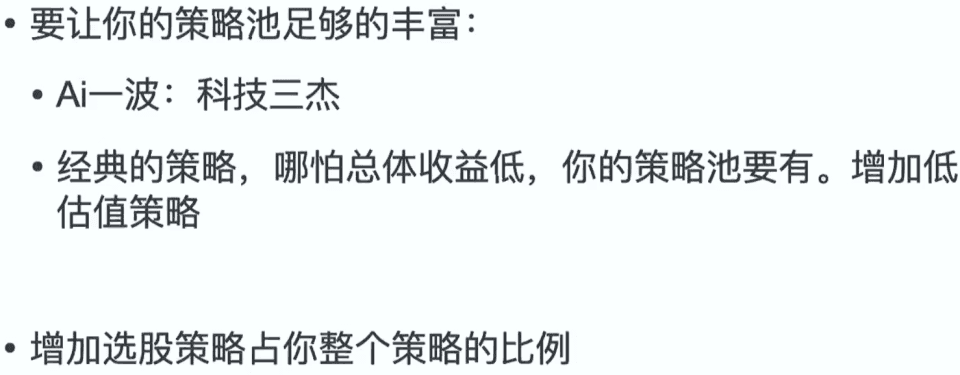 • 要让你的策略池足够的丰富：
• Ai一波：科技三杰
• 经典的策略，哪怕总体收益低，你的策略池要有。增加低
估值策略
• 增加选股策略占你整个策略的比例